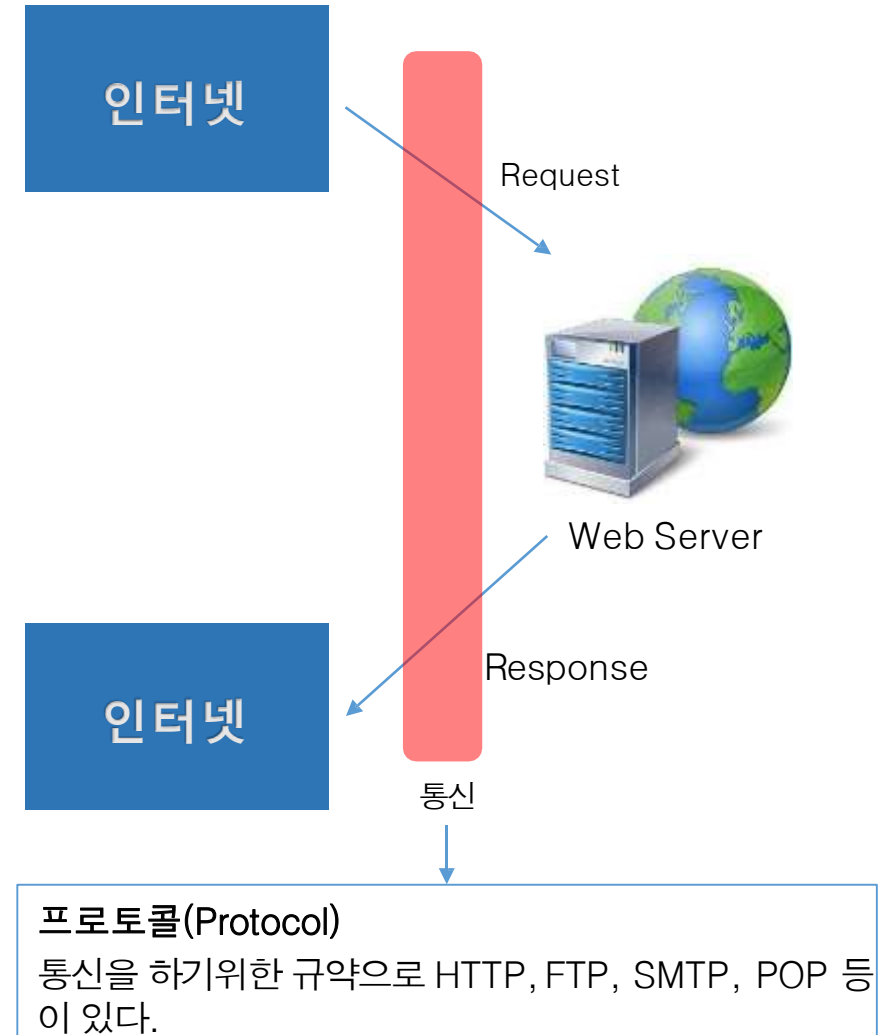 인터넷
Request
Web Server
Response
인터넷
통신
프로토콜(Protocol)
통신을 하기위한 규약으로 HTTP, FTP, SMTP, POP 등
이 있다.